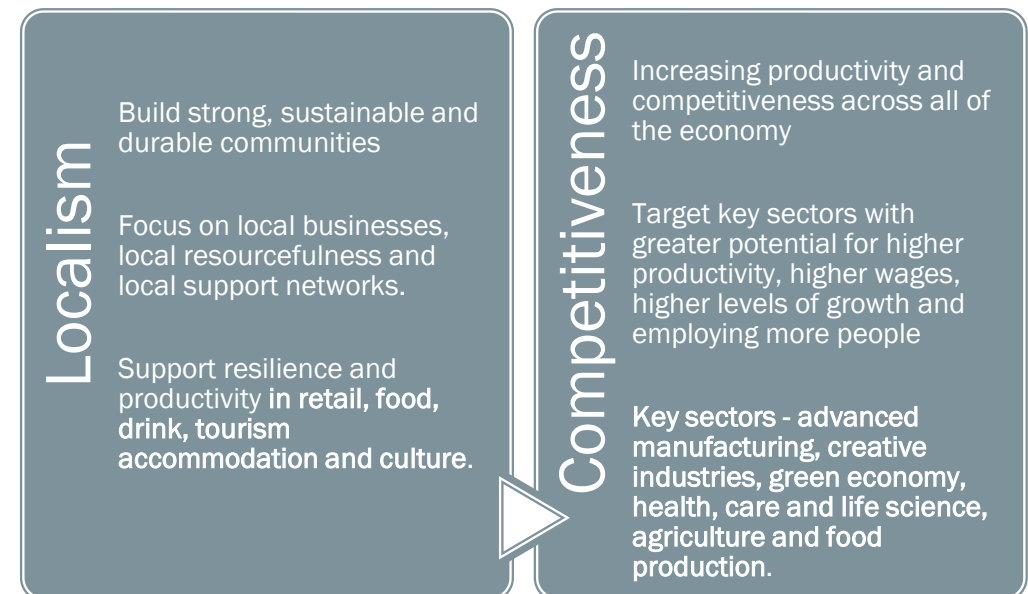 Localism
Build strong, sustainable and
durable communities
Focus on local businesses,
local resourcefulness and
local support networks.
Support resilience and
productivity in retail, food,
drink, tourism
accommodation and culture.
Competitiveness
Increasing productivity and
competitiveness across all of
the economy
Target key sectors with
greater potential for higher
productivity, higher wages,
higher levels of growth and
employing more people
Key sectors - advanced
manufacturing, creative
industries, green economy,
health, care and life science,
agriculture and food
production.